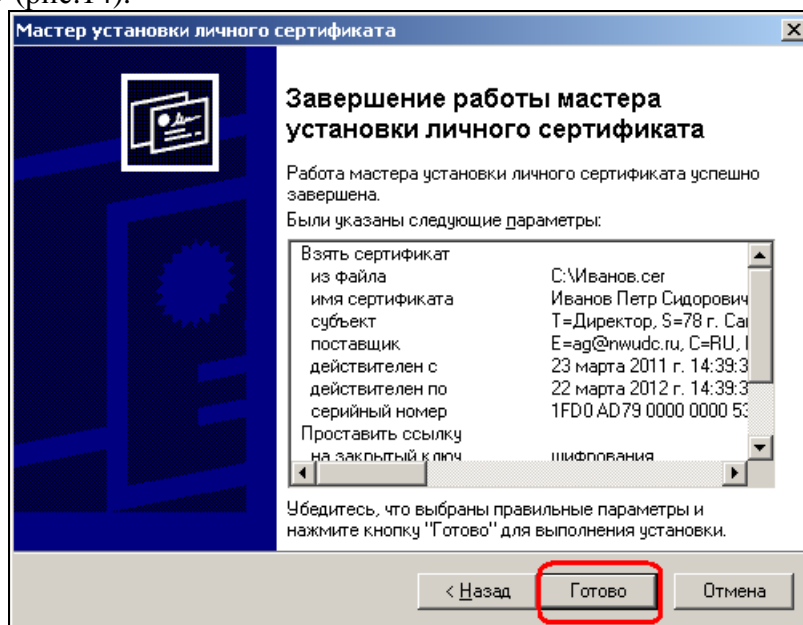 (рис.14).
Мастер установки личного сертификата
Завершение работы мастера
установки личного сертификата
Работа мастера установки личного сертификата успешно
завершена.
Были указаны следующие параметры:
Взять сертификат
из файла C:\Иванов.cer
имя сертификата Иванов Петр Сидорович
субъект T=Директор, S=78 г. Са
поставщик E=ag@nwudc.ru, C=RU,
действителен с 23 марта 2011 г. 14:39:3
действителен по 22 марта 2012 г. 14:39:3
серийный номер 1FD0 AD79 0000 0000 53
Проставить ссылку
на закрытый ключ шифрования
Убедитесь, что выбраны правильные параметры и
нажмите кнопку "Готово" для выполнения установки.
< Назад Готово Отмена